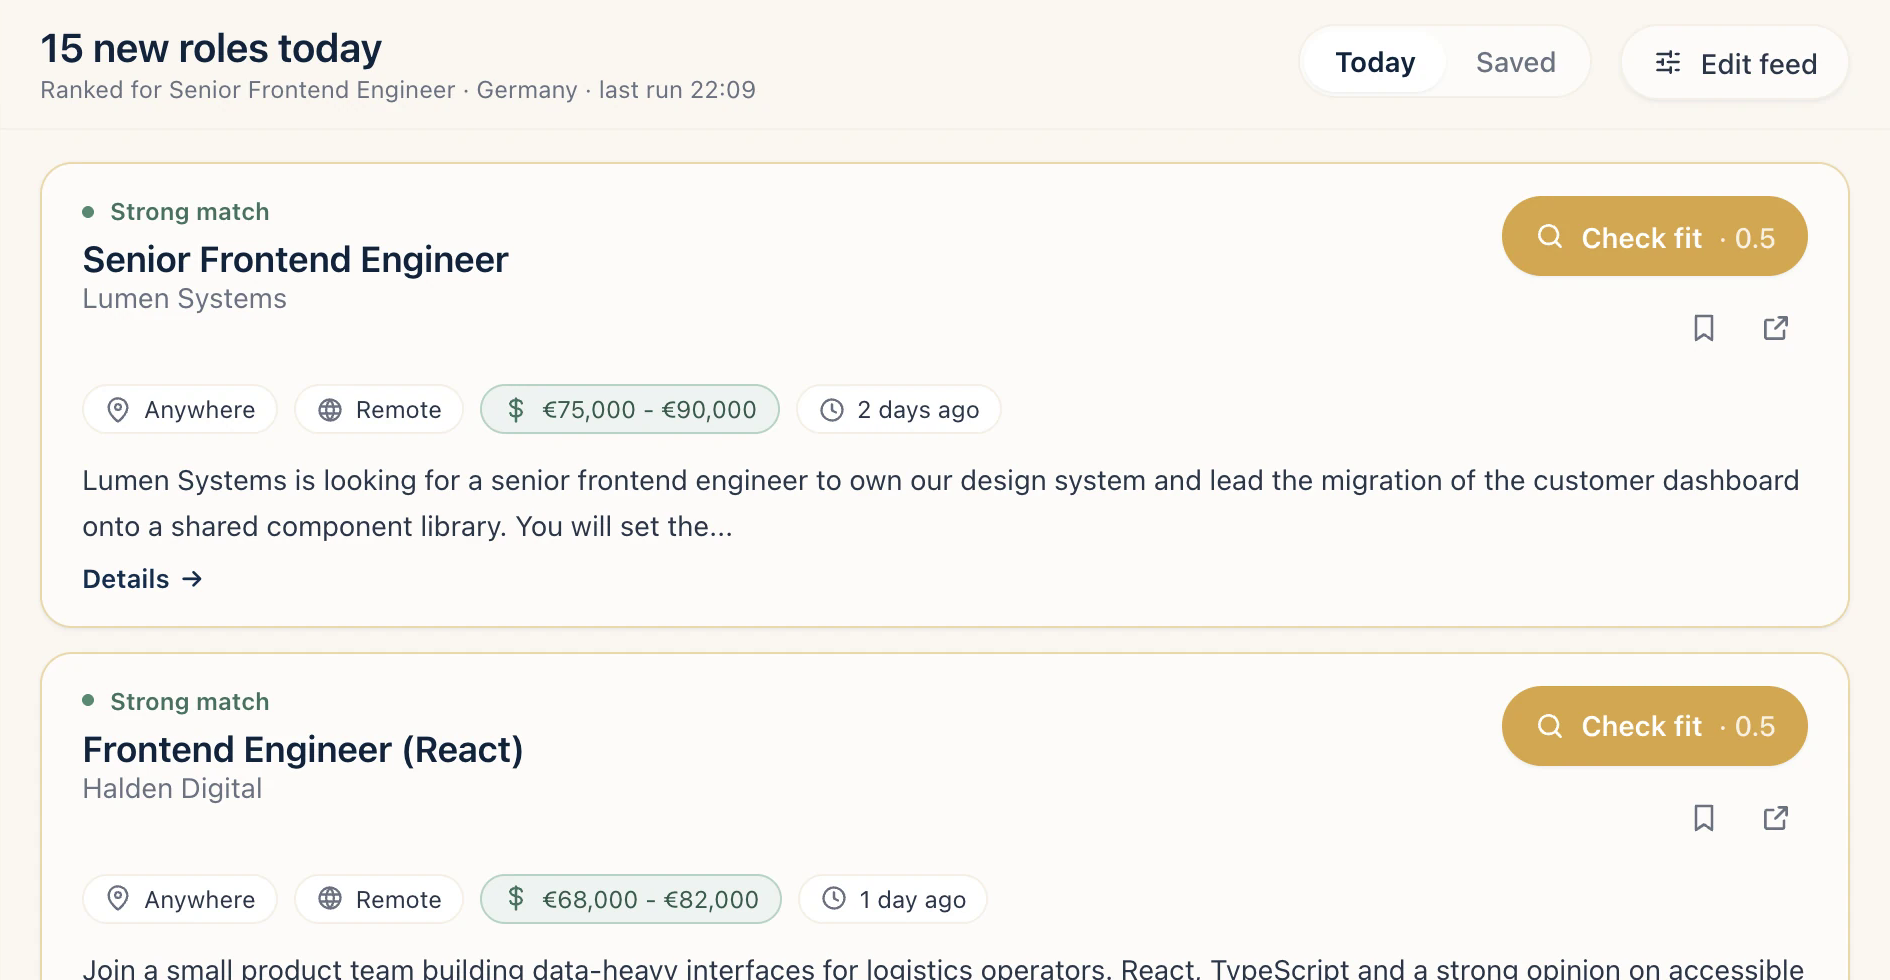 15 new roles today
Ranked for Senior Frontend Engineer · Germany · last run 22:09
Today
Saved
Edit feed
Strong match
Senior Frontend Engineer
Lumen Systems
Check fit · 0.5
Anywhere
Remote
$ €75,000 - €90,000
2 days ago
Lumen Systems is looking for a senior frontend engineer to own our design system and lead the migration of the customer dashboard
onto a shared component library. You will set the...
Details →
Strong match
Frontend Engineer (React)
Halden Digital
Check fit · 0.5
Anywhere
Remote
$ €68,000 - €82,000
1 day ago
Join a small product team building data-heavy interfaces for logistics operators. React, TypeScript and a strong opinion on accessible